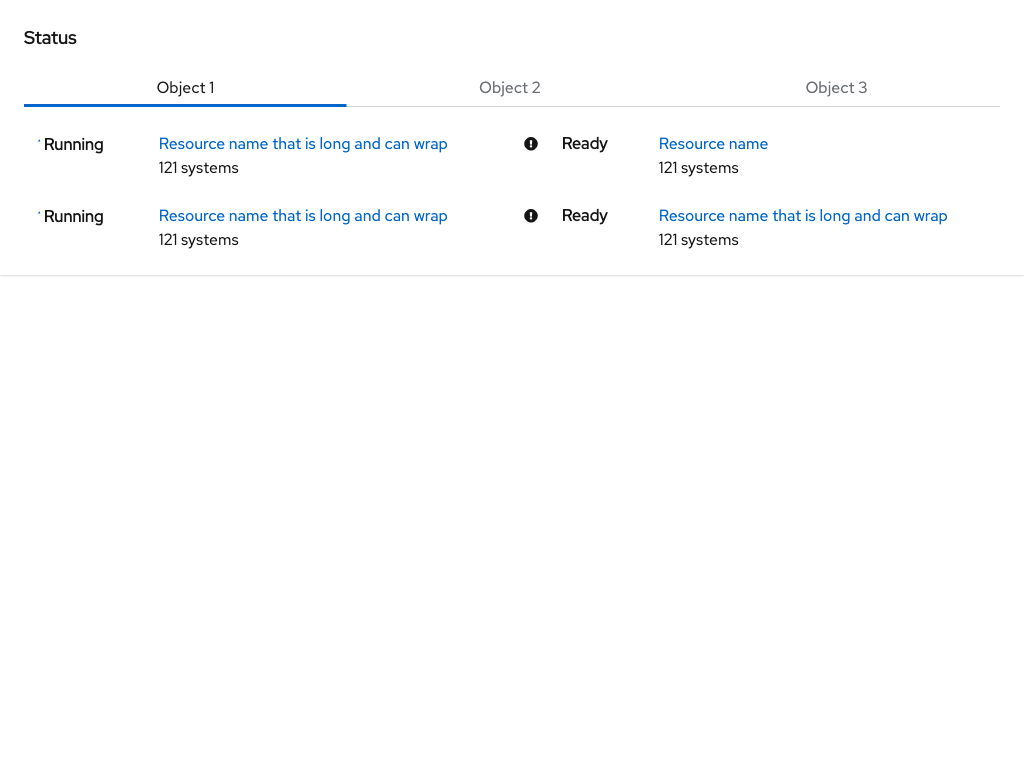 Status
Object 1 Object 2 Object 3
Running Resource name that is long and can wrap Ready Resource name
121 systems 121 systems
Running Resource name that is long and can wrap Ready Resource name that is long and can wrap
121 systems 121 systems